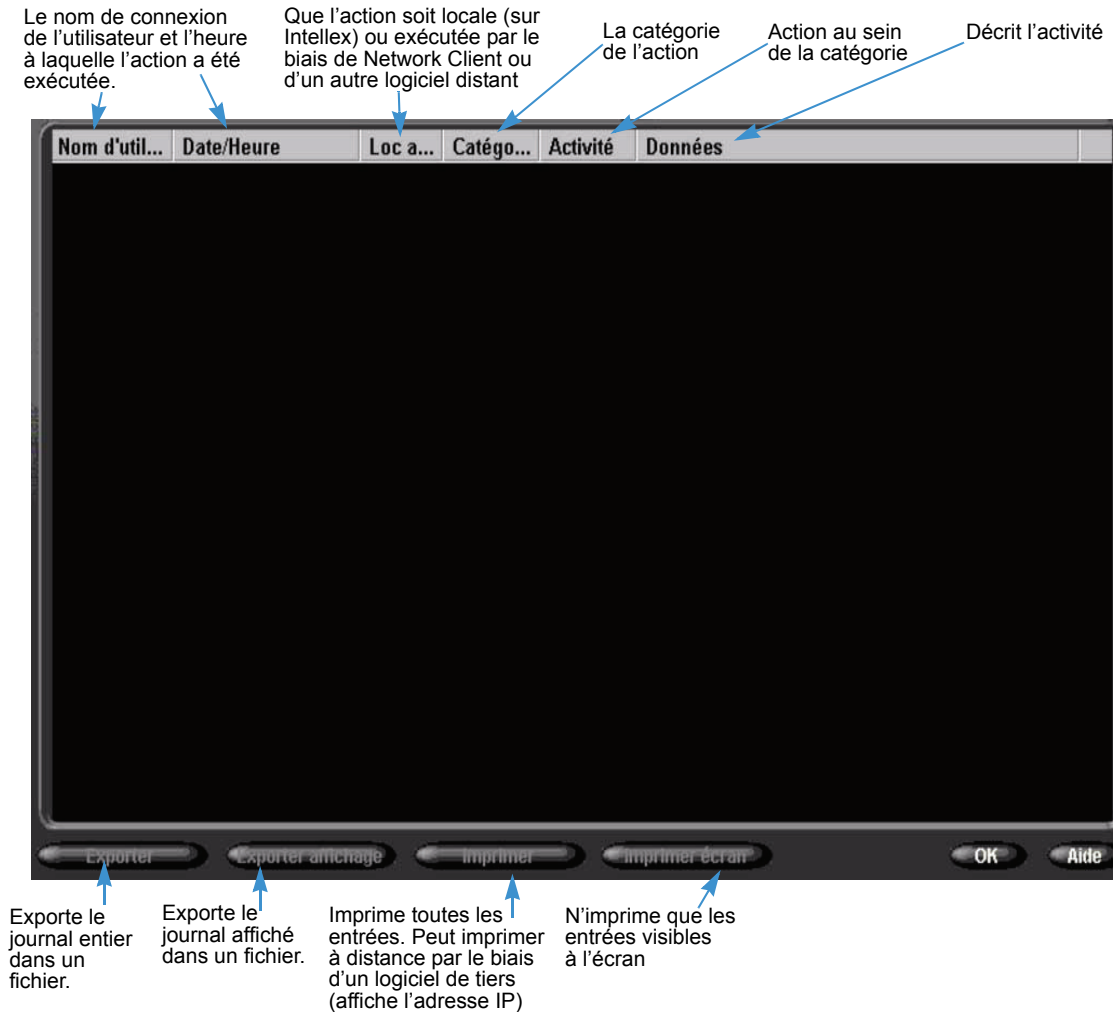 Le nom de connexion
de l'utilisateur et l'heure
à laquelle l'action a été
exécutée.
Que l'action soit locale (sur
Intellex) ou exécutée par le
biais de Network Client ou
d'un autre logiciel distant
La catégorie
de l'action
Action au sein
de la catégorie
Décrit l'activité
Nom d'util... Date/Heure Loc a... Catégo... Activité Données
Exporter Exporter affichage Imprimer Imprimer écran OK Aide
Exporte le
journal entier
dans un
fichier.
Exporte le
journal affiché
dans un fichier.
Imprime toutes les
entrées. Peut imprimer
à distance par le biais
d'un logiciel de tiers
(affiche l'adresse IP)
N'imprime que les
entrées visibles
à l'écran